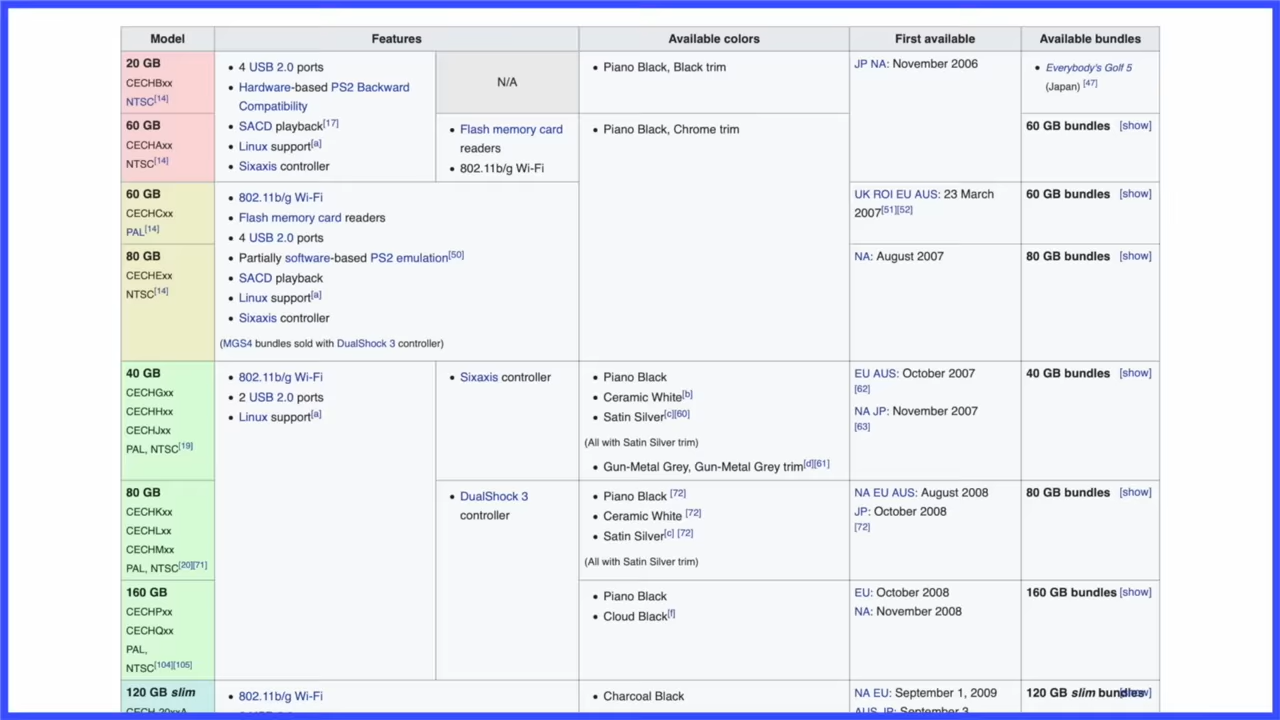 Model Features Available colors First available Available bundles
20 GB
CECHBxx
NTSC[14]
• 4 USB 2.0 ports
• Hardware-based PS2 Backward
Compatibility
• SACD playback[17]
• Linux support[a]
• Sixaxis controller
N/A
• Piano Black, Black trim
JP NA: November 2006
• Everybody's Golf 5
(Japan) [47]
60 GB
CECHAxx
NTSC[14]
• Flash memory card
readers
• 802.11b/g Wi-Fi
• Piano Black, Chrome trim
60 GB bundles [show]
60 GB
CECHCxx
PAL[14]
• 802.11b/g Wi-Fi
• Flash memory card readers
• 4 USB 2.0 ports
• Partially software-based PS2 emulation[50]
• SACD playback
• Linux support[a]
• Sixaxis controller
(MGS4 bundles sold with DualShock 3 controller)
UK ROI EU AUS: 23 March
2007[51][52]
60 GB bundles [show]
80 GB
CECHExx
NTSC[14]
NA: August 2007
80 GB bundles [show]
40 GB
CECHGxx
CECHHxx
CECHJxx
PAL, NTSC[19]
• 802.11b/g Wi-Fi
• 2 USB 2.0 ports
• Linux support[a]
• Sixaxis controller
• Piano Black
• Ceramic White[b]
• Satin Silver[c][60]
(All with Satin Silver trim)
• Gun-Metal Grey, Gun-Metal Grey trim[d][61]
EU AUS: October 2007
[62]
NA JP: November 2007
[63]
40 GB bundles [show]
80 GB
CECHKxx
CECHLxx
CECHMxx
PAL, NTSC[20][71]
• DualShock 3
controller
• Piano Black [72]
• Ceramic White [72]
• Satin Silver[c] [72]
(All with Satin Silver trim)
NA EU AUS: August 2008
JP: October 2008
[72]
80 GB bundles [show]
160 GB
CECHPxx
CECHQxx
PAL,
NTSC[104][105]
• Piano Black
• Cloud Black[f]
EU: October 2008
NA: November 2008
160 GB bundles [show]
120 GB slim
• 802.11b/g Wi-Fi
• Charcoal Black
NA EU: September 1, 2009
AUS JP: September 3,
120 GB slim bundles